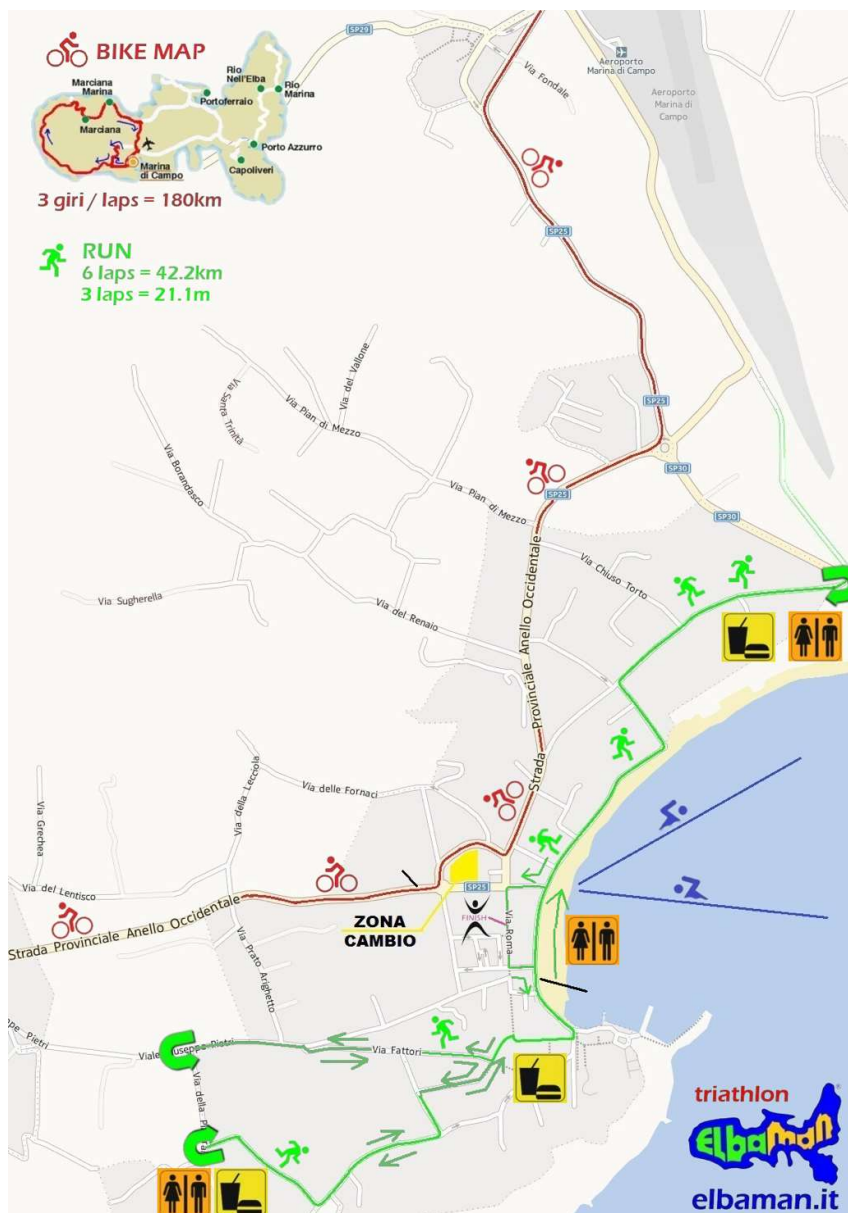 BIKE MAP
Marciana
Marina
Rio
Nell'Elba
Rio
Marina
Portoferraio
Marciana
Porto Azzurro
Marina
di Campo
Capoliveri
3 giri / laps = 180km
RUN
6 laps = 42.2km
3 laps = 21.1m
SP29
Via Fondale
Aeroporto
Marina di Campo
Aeroporto
Marina di
Campo
SP25
Via del Vallone
Via Santa Trinità
Via Pian di Mezzo
SP25
Via Borandasco
SP30
Via Pian di Mezzo
SP25
SP30
Via Chiuso Torto
Via Sugherella
Via del Renaio
Strada Provinciale Anello Occidentale
Via delle Fornaci
Via della Lecciola
Via Grechea
Via del Lentisco
SP25
ZONA
CAMBIO
FINISH
Via Roma
Strada Provinciale Anello Occidentale
Via Prato Arighetto
Viale Giuseppe Pietri
Via Fattori
triathlon
Elbaman
elbaman.it